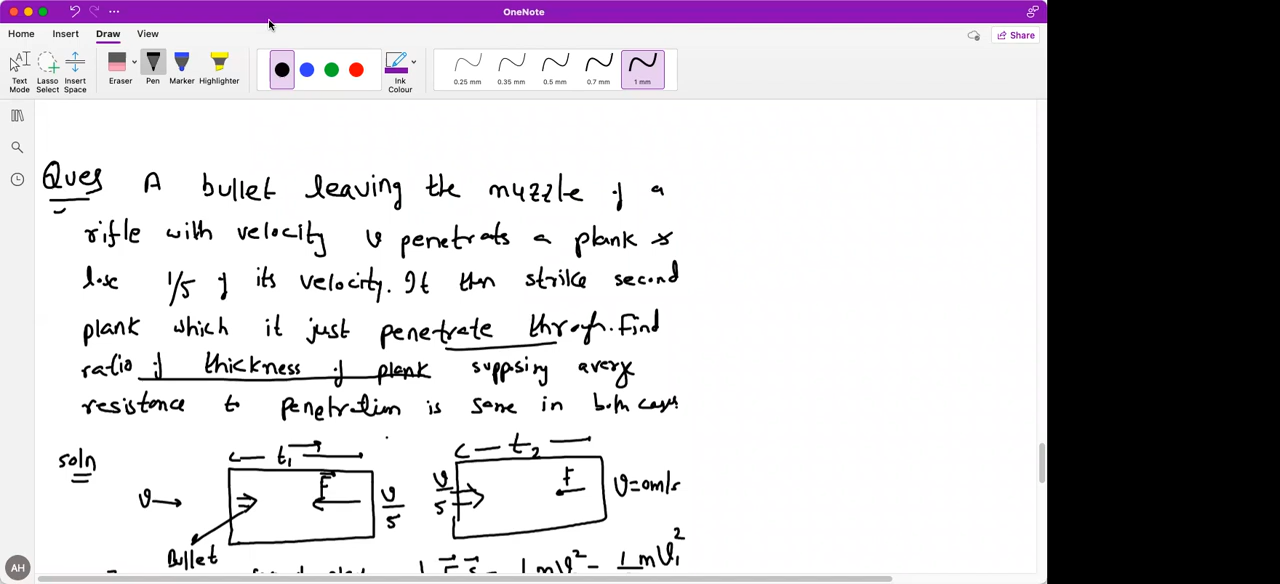 OneNote
Home Insert Draw View
Share
Text Mode Lasso Select Insert Space Eraser Pen Marker Highlighter Ink Colour 0.25 mm 0.35 mm 0.5 mm 0.7 mm 1 mm
Ques A bullet leaving the muzzle of a
rifle with velocity v penetrats a plank &
lose 1/5 of its velocity. It then strike second
plank which it just penetrate through. Find
ratio of thickness of plank supposing averg
resistance to penetration is same in both cases
Soln
t₁ t₂
v F v/5 v/5 F v=0m/s
Bullet
AH